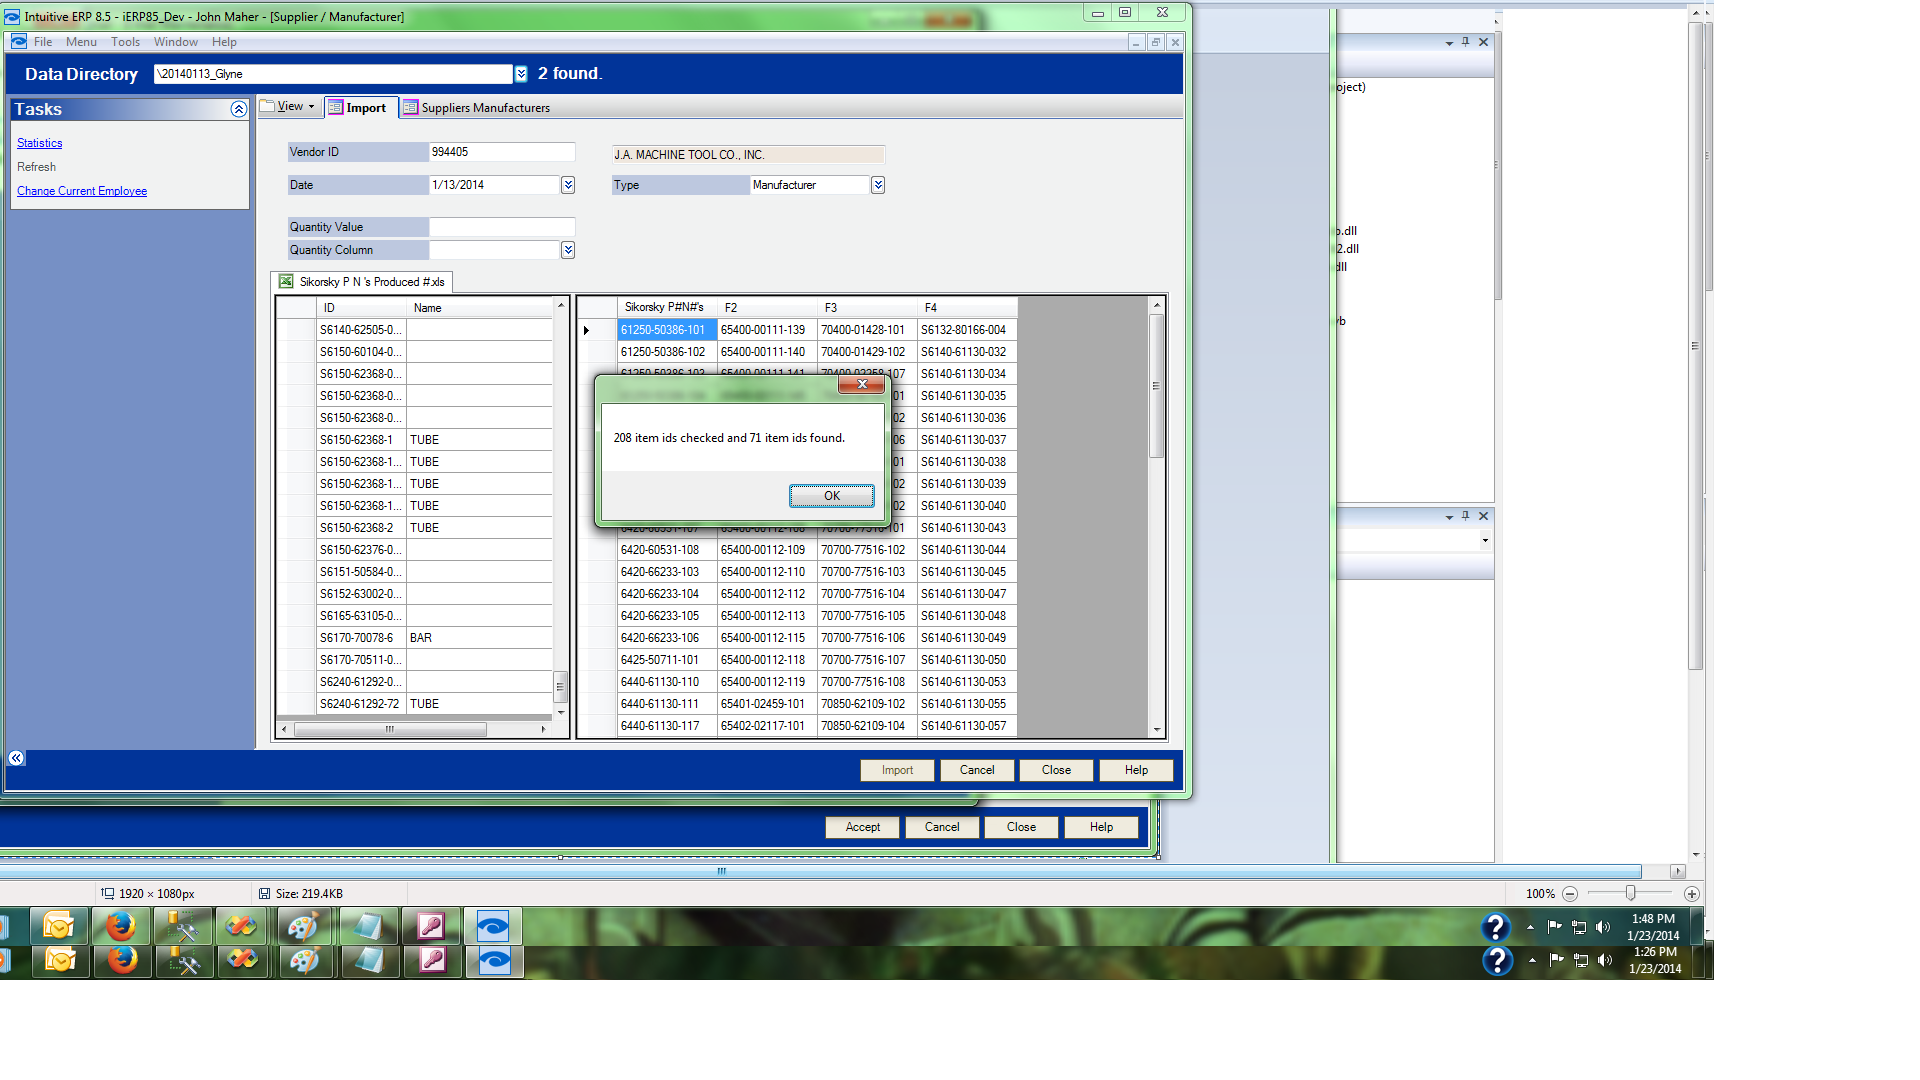 Intuitive ERP 8.5 - iERP85_Dev - John Maher - [Supplier / Manufacturer]
File Menu Tools Window Help
Data Directory \20140113_Glyne 2 found.
Tasks
Statistics
Refresh
Change Current Employee
View Import Suppliers Manufacturers
Vendor ID 994405 J.A. MACHINE TOOL CO., INC.
Date 1/13/2014 Type Manufacturer
Quantity Value
Quantity Column
Sikorsky P N 's Produced #.xls
ID Name
S6140-62505-0...
S6150-60104-0...
S6150-62368-0...
S6150-62368-0...
S6150-62368-0...
S6150-62368-1 TUBE
S6150-62368-1... TUBE
S6150-62368-1... TUBE
S6150-62368-1... TUBE
S6150-62368-2 TUBE
S6150-62376-0...
S6151-50584-0...
S6152-63002-0...
S6165-63105-0...
S6170-70078-6 BAR
S6170-70511-0...
S6240-61292-0...
S6240-61292-72 TUBE
Sikorsky P#N#'s F2 F3 F4
61250-50386-101 65400-00111-139 70400-01428-101 S6132-80166-004
61250-50386-102 65400-00111-140 70400-01429-102 S6140-61130-032
61250-50386-103 65400-00111-141 70400-02258-107 S6140-61130-034
01 S6140-61130-035
02 S6140-61130-036
06 S6140-61130-037
01 S6140-61130-038
02 S6140-61130-039
02 S6140-61130-040
101 S6140-61130-043
6420-60531-108 65400-00112-109 70700-77516-102 S6140-61130-044
6420-66233-103 65400-00112-110 70700-77516-103 S6140-61130-045
6420-66233-104 65400-00112-112 70700-77516-104 S6140-61130-047
6420-66233-105 65400-00112-113 70700-77516-105 S6140-61130-048
6420-66233-106 65400-00112-115 70700-77516-106 S6140-61130-049
6425-50711-101 65400-00112-118 70700-77516-107 S6140-61130-050
6440-61130-110 65400-00112-119 70700-77516-108 S6140-61130-053
6440-61130-111 65401-02459-101 70850-62109-102 S6140-61130-055
6440-61130-117 65402-02117-101 70850-62109-104 S6140-61130-057
208 item ids checked and 71 item ids found.
OK
Import Cancel Close Help
Accept Cancel Close Help
oject)
b.dll
2.dll
dll
vb
1920 × 1080px Size: 219.4KB 100%
1:48 PM
1/23/2014
1:26 PM
1/23/2014